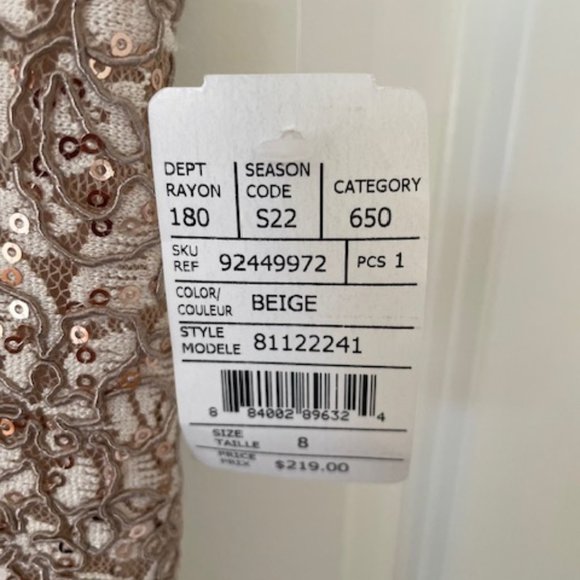 DEPT RAYON 180
SEASON CODE S22
CATEGORY 650
SKU REF 92449972 PCS 1
COLOR/ COULEUR BEIGE
STYLE MODELE 81122241
8 84002 89632 4
SIZE TAILLE 8
PRICE PRIX $219.00